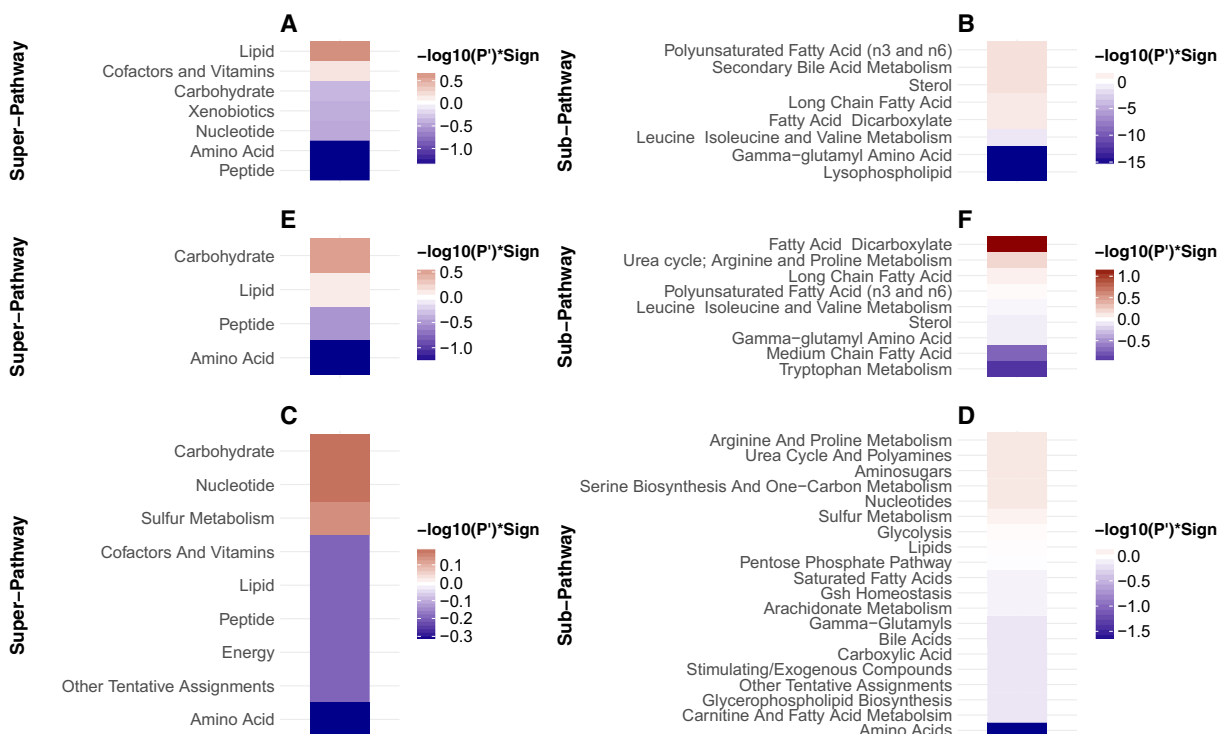 A
Super−Pathway
Lipid
Cofactors and Vitamins
Carbohydrate
Xenobiotics
Nucleotide
Amino Acid
Peptide
−log10(P')*Sign
0.5
0.0
−0.5
−1.0
B
Sub−Pathway
Polyunsaturated Fatty Acid (n3 and n6)
Secondary Bile Acid Metabolism
Sterol
Long Chain Fatty Acid
Fatty Acid Dicarboxylate
Leucine Isoleucine and Valine Metabolism
Gamma−glutamyl Amino Acid
Lysophospholipid
−log10(P')*Sign
0
−5
−10
−15
E
Super−Pathway
Carbohydrate
Lipid
Peptide
Amino Acid
−log10(P')*Sign
0.5
0.0
−0.5
−1.0
F
Sub−Pathway
Fatty Acid Dicarboxylate
Urea cycle; Arginine and Proline Metabolism
Long Chain Fatty Acid
Polyunsaturated Fatty Acid (n3 and n6)
Leucine Isoleucine and Valine Metabolism
Sterol
Gamma−glutamyl Amino Acid
Medium Chain Fatty Acid
Tryptophan Metabolism
−log10(P')*Sign
1.0
0.5
0.0
−0.5
C
Super−Pathway
Carbohydrate
Nucleotide
Sulfur Metabolism
Cofactors And Vitamins
Lipid
Peptide
Energy
Other Tentative Assignments
Amino Acid
−log10(P')*Sign
0.1
0.0
−0.1
−0.2
−0.3
D
Sub−Pathway
Arginine And Proline Metabolism
Urea Cycle And Polyamines
Aminosugars
Serine Biosynthesis And One−Carbon Metabolism
Nucleotides
Sulfur Metabolism
Glycolysis
Lipids
Pentose Phosphate Pathway
Saturated Fatty Acids
Gsh Homeostasis
Arachidonate Metabolism
Gamma−Glutamyls
Bile Acids
Carboxylic Acid
Stimulating/Exogenous Compounds
Other Tentative Assignments
Glycerophospholipid Biosynthesis
Carnitine And Fatty Acid Metabolsim
Amino Acids
−log10(P')*Sign
0.0
−0.5
−1.0
−1.5